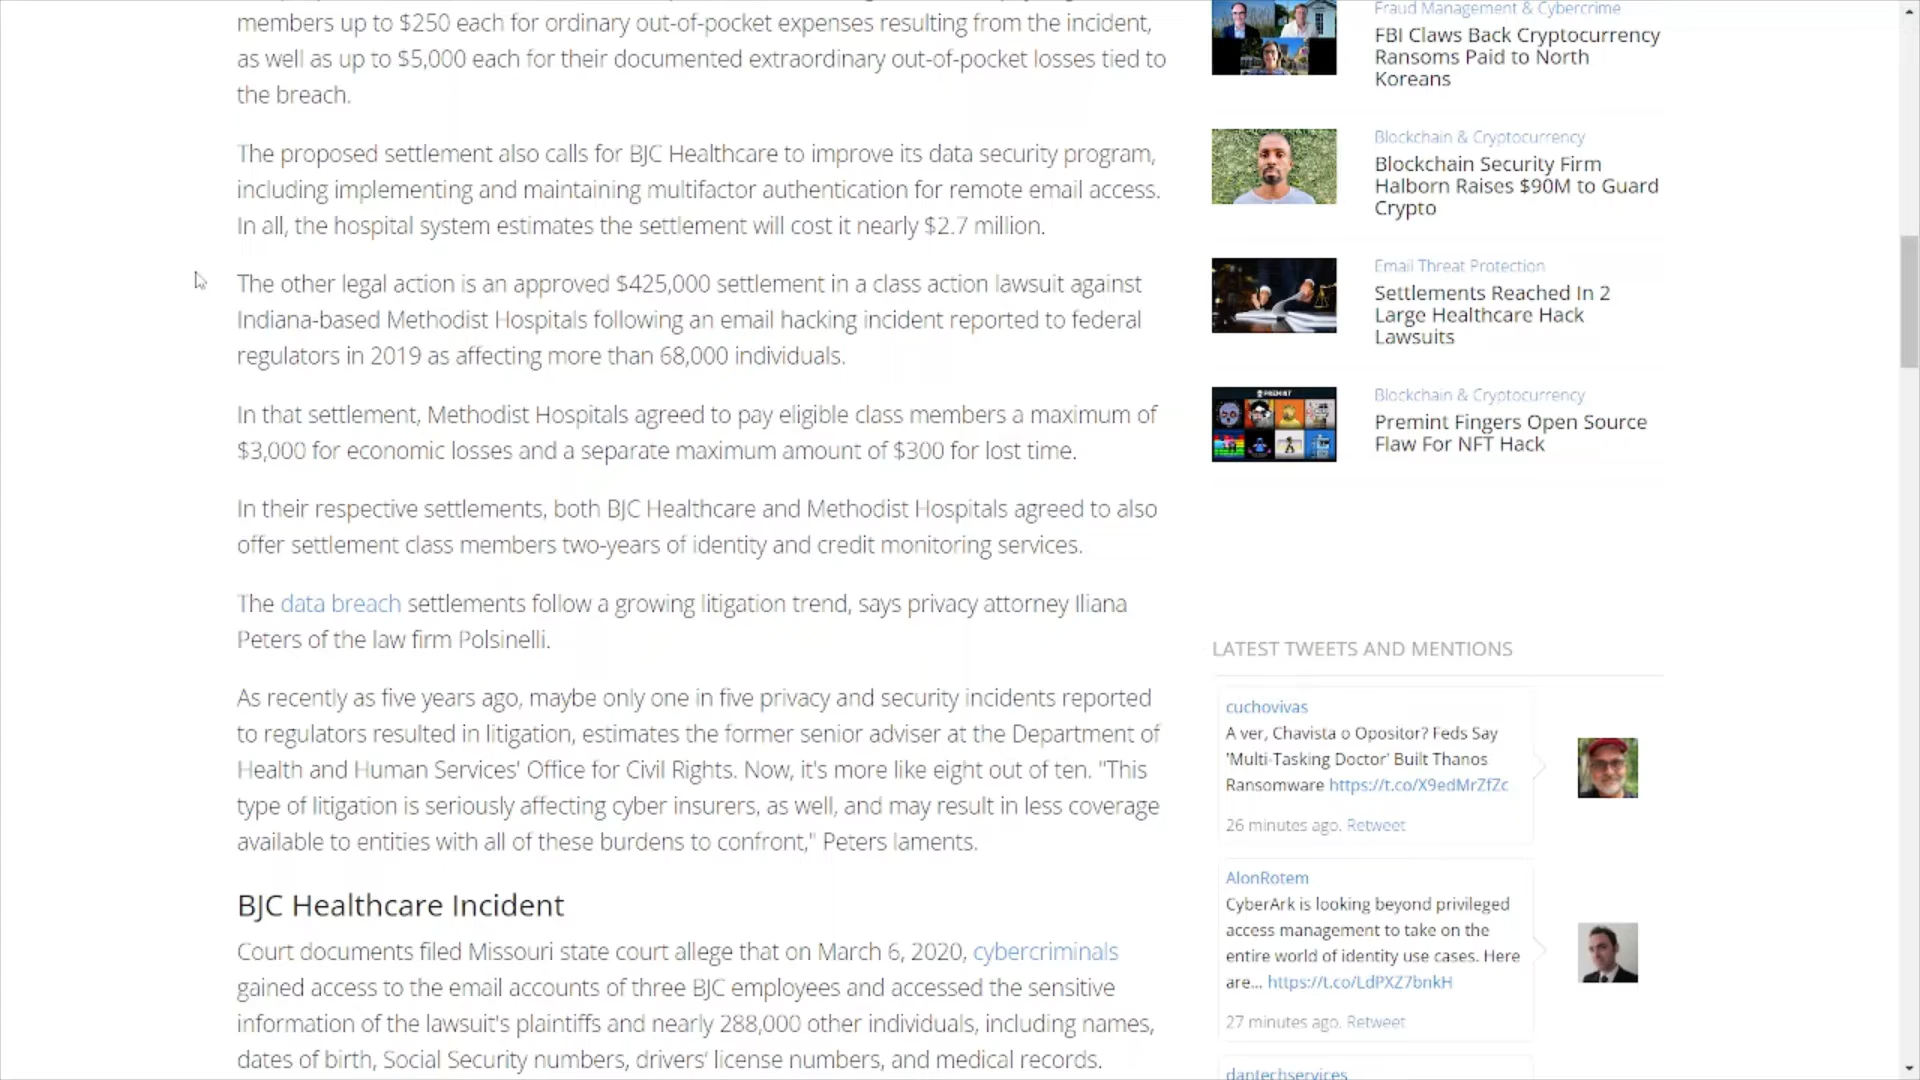 members up to $250 each for ordinary out-of-pocket expenses resulting from the incident,
as well as up to $5,000 each for their documented extraordinary out-of-pocket losses tied to
the breach.
The proposed settlement also calls for BJC Healthcare to improve its data security program,
including implementing and maintaining multifactor authentication for remote email access.
In all, the hospital system estimates the settlement will cost it nearly $2.7 million.
The other legal action is an approved $425,000 settlement in a class action lawsuit against
Indiana-based Methodist Hospitals following an email hacking incident reported to federal
regulators in 2019 as affecting more than 68,000 individuals.
In that settlement, Methodist Hospitals agreed to pay eligible class members a maximum of
$3,000 for economic losses and a separate maximum amount of $300 for lost time.
In their respective settlements, both BJC Healthcare and Methodist Hospitals agreed to also
offer settlement class members two-years of identity and credit monitoring services.
The data breach settlements follow a growing litigation trend, says privacy attorney Iliana
Peters of the law firm Polsinelli.
As recently as five years ago, maybe only one in five privacy and security incidents reported
to regulators resulted in litigation, estimates the former senior adviser at the Department of
Health and Human Services' Office for Civil Rights. Now, it's more like eight out of ten. "This
type of litigation is seriously affecting cyber insurers, as well, and may result in less coverage
available to entities with all of these burdens to confront," Peters laments.
BJC Healthcare Incident
Court documents filed Missouri state court allege that on March 6, 2020, cybercriminals
gained access to the email accounts of three BJC employees and accessed the sensitive
information of the lawsuit's plaintiffs and nearly 288,000 other individuals, including names,
dates of birth, Social Security numbers, drivers' license numbers, and medical records.
Fraud Management & Cybercrime
FBI Claws Back Cryptocurrency
Ransoms Paid to North
Koreans
Blockchain & Cryptocurrency
Blockchain Security Firm
Halborn Raises $90M to Guard
Crypto
Email Threat Protection
Settlements Reached In 2
Large Healthcare Hack
Lawsuits
PREMINT
Blockchain & Cryptocurrency
Premint Fingers Open Source
Flaw For NFT Hack
LATEST TWEETS AND MENTIONS
cuchovivas
A ver, Chavista o Opositor? Feds Say
'Multi-Tasking Doctor' Built Thanos
Ransomware https://t.co/X9edMrZfZc
26 minutes ago. Retweet
AlonRotem
CyberArk is looking beyond privileged
access management to take on the
entire world of identity use cases. Here
are... https://t.co/LdPXZ7bnkH
27 minutes ago. Retweet
dantechservices